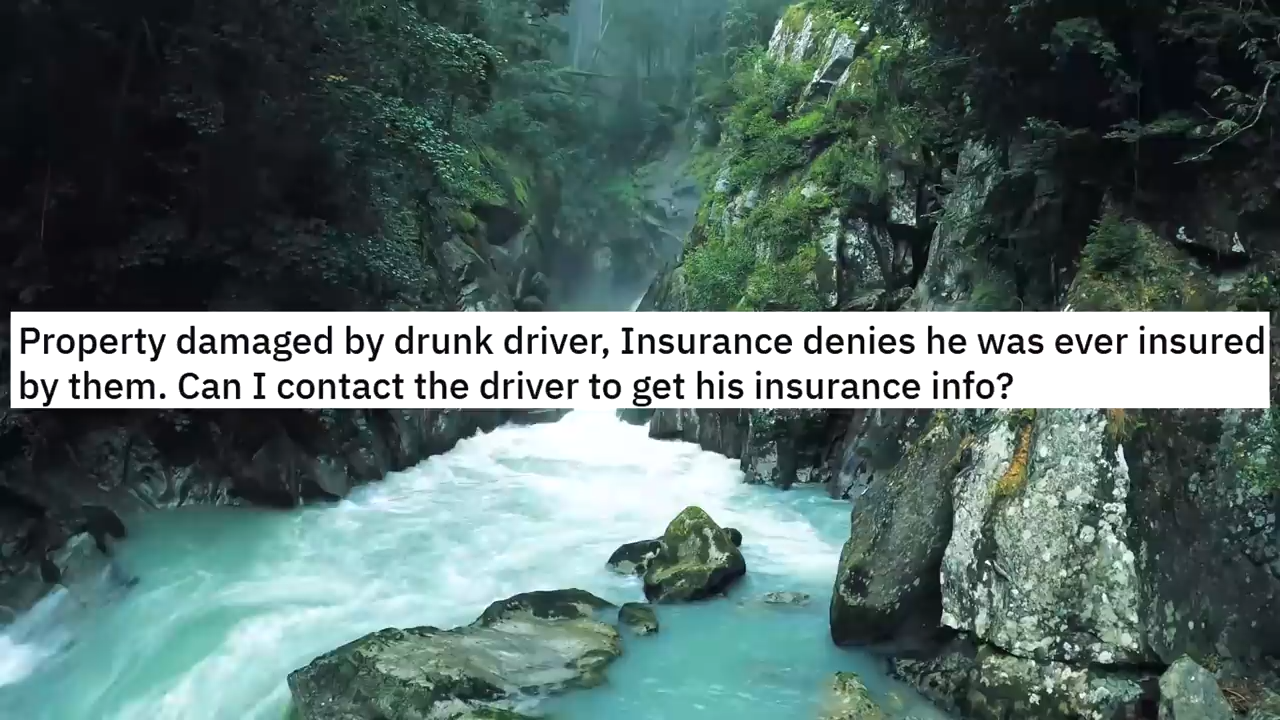 Property damaged by drunk driver, Insurance denies he was ever insured
by them. Can I contact the driver to get his insurance info?